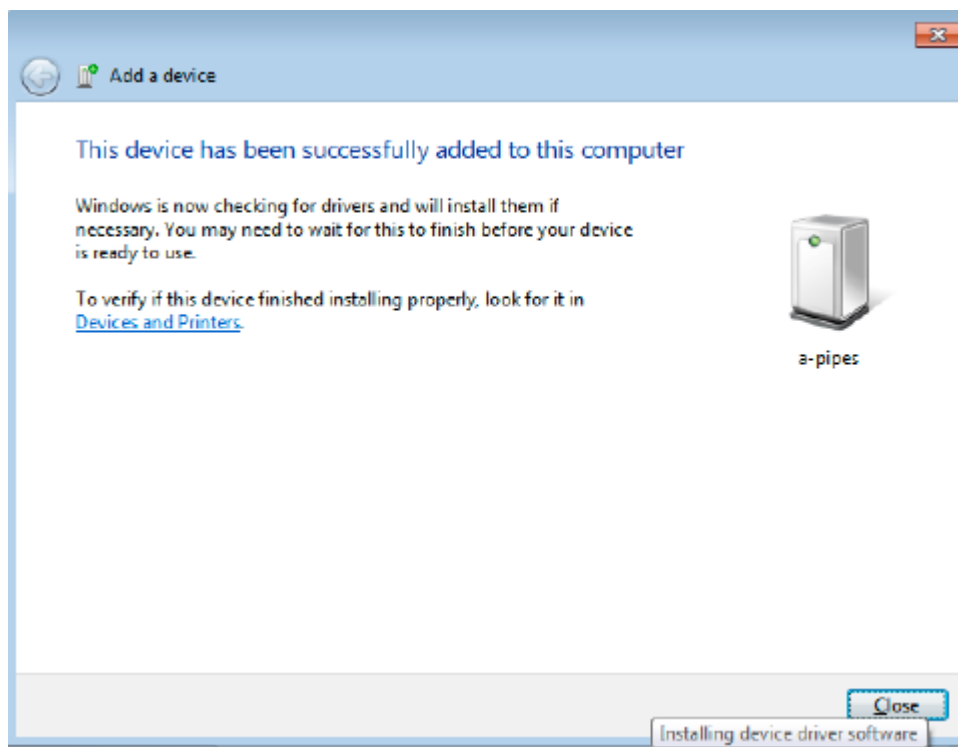 Add a device
This device has been successfully added to this computer
Windows is now checking for drivers and will install them if
necessary. You may need to wait for this to finish before your device
is ready to use.
To verify if this device finished installing properly, look for it in
Devices and Printers.
a-pipes
Close
Installing device driver software